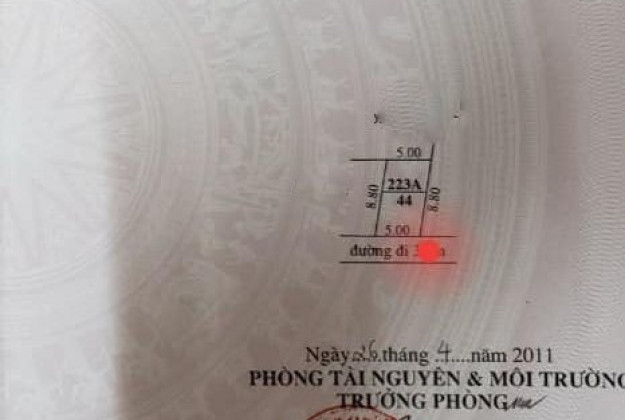 5.00
8.80
223A
8.80
44
5.00
đường đi
Ngày 26 tháng 4....năm 2011
PHÒNG TÀI NGUYÊN & MÔI TRƯỜNG
TRƯỞNG PHÒNG